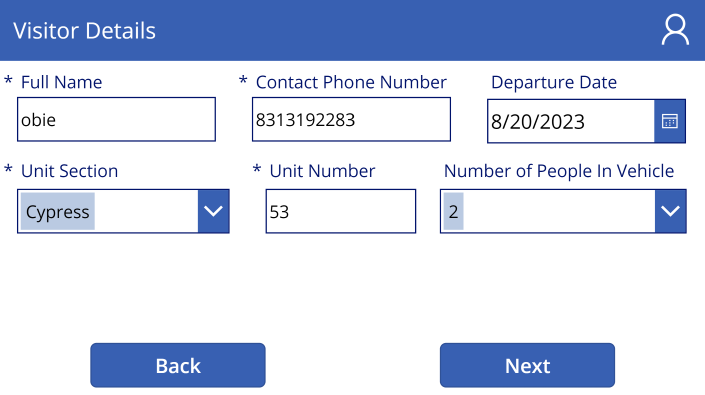 Visitor Details
* Full Name * Contact Phone Number Departure Date
obie 8313192283 8/20/2023
* Unit Section * Unit Number Number of People In Vehicle
Cypress 53 2
Back Next